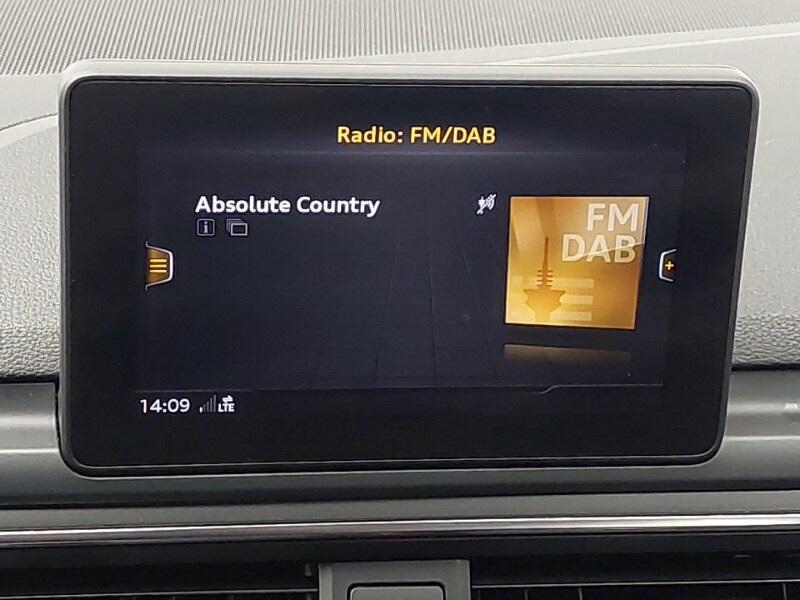 Radio: FM/DAB
Absolute Country
i
FM
DAB
14:09 LTE